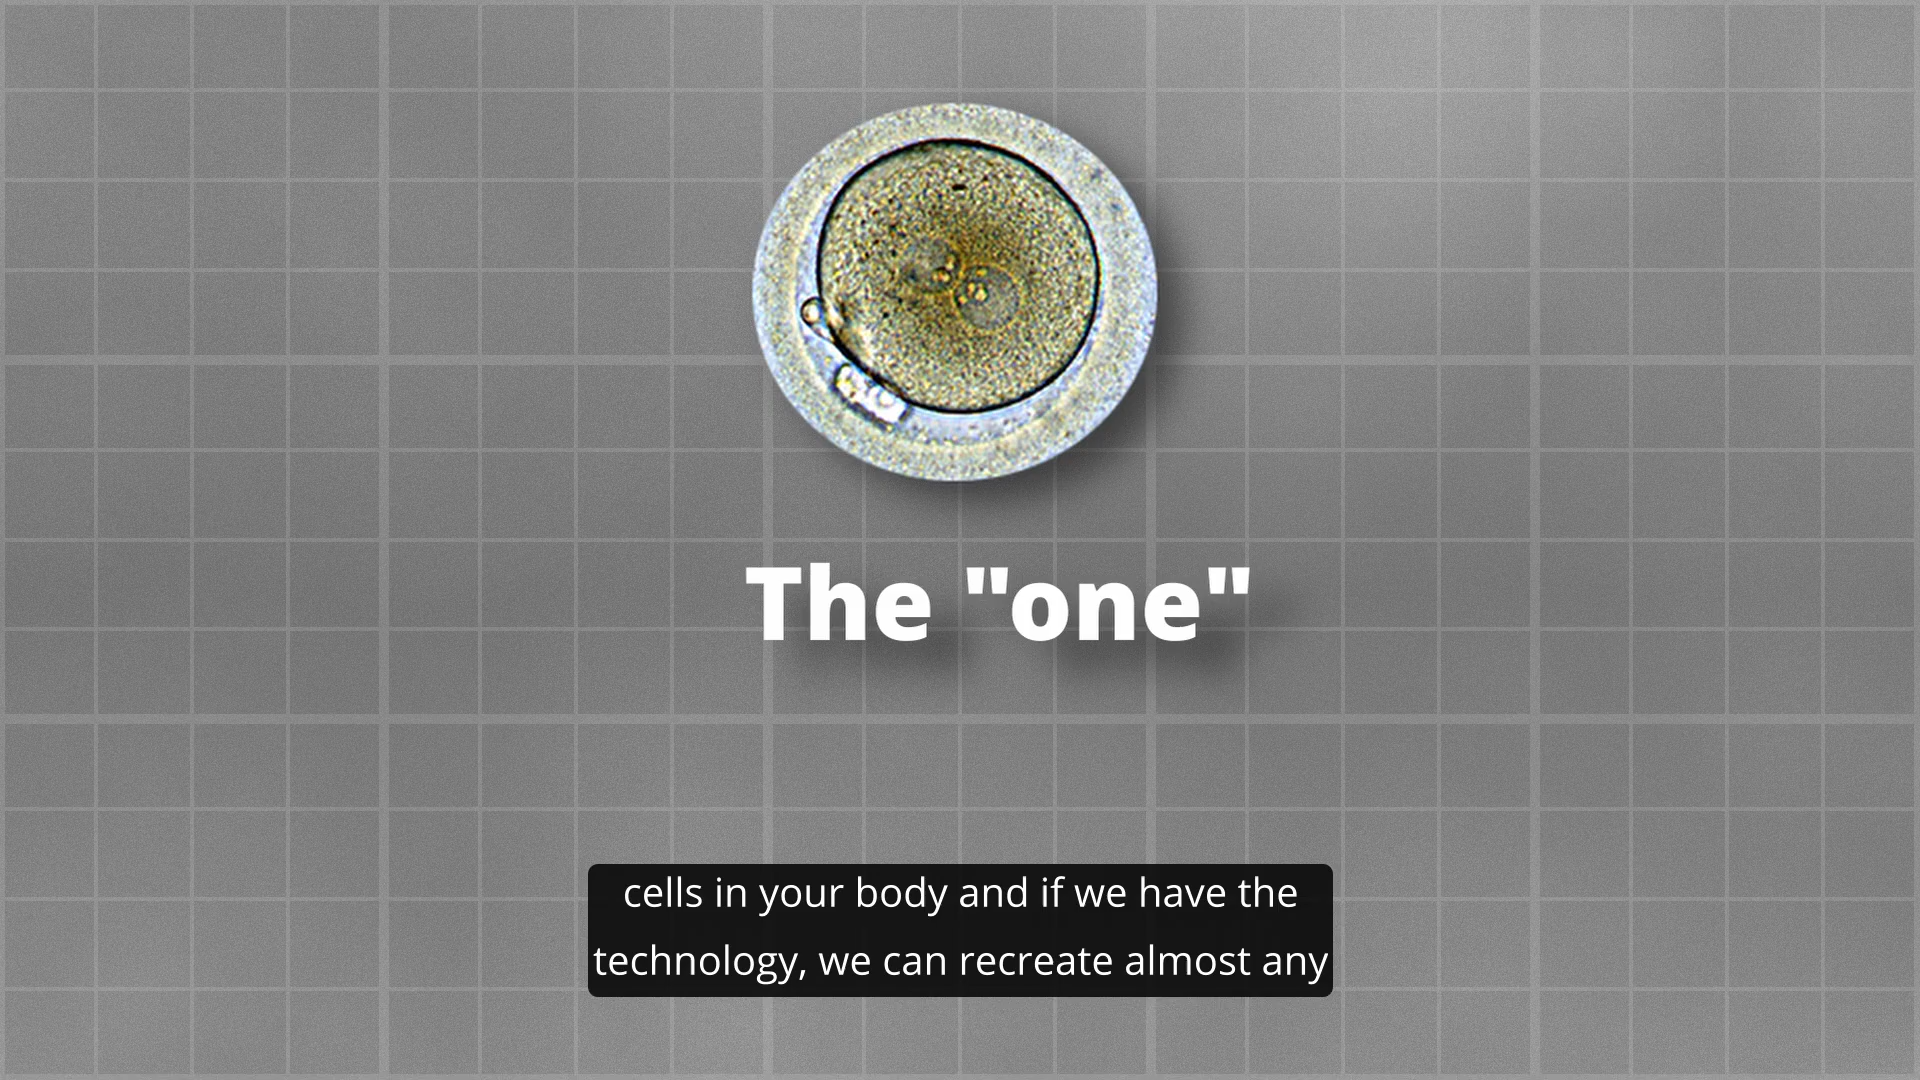 The "one"
cells in your body and if we have the
technology, we can recreate almost any